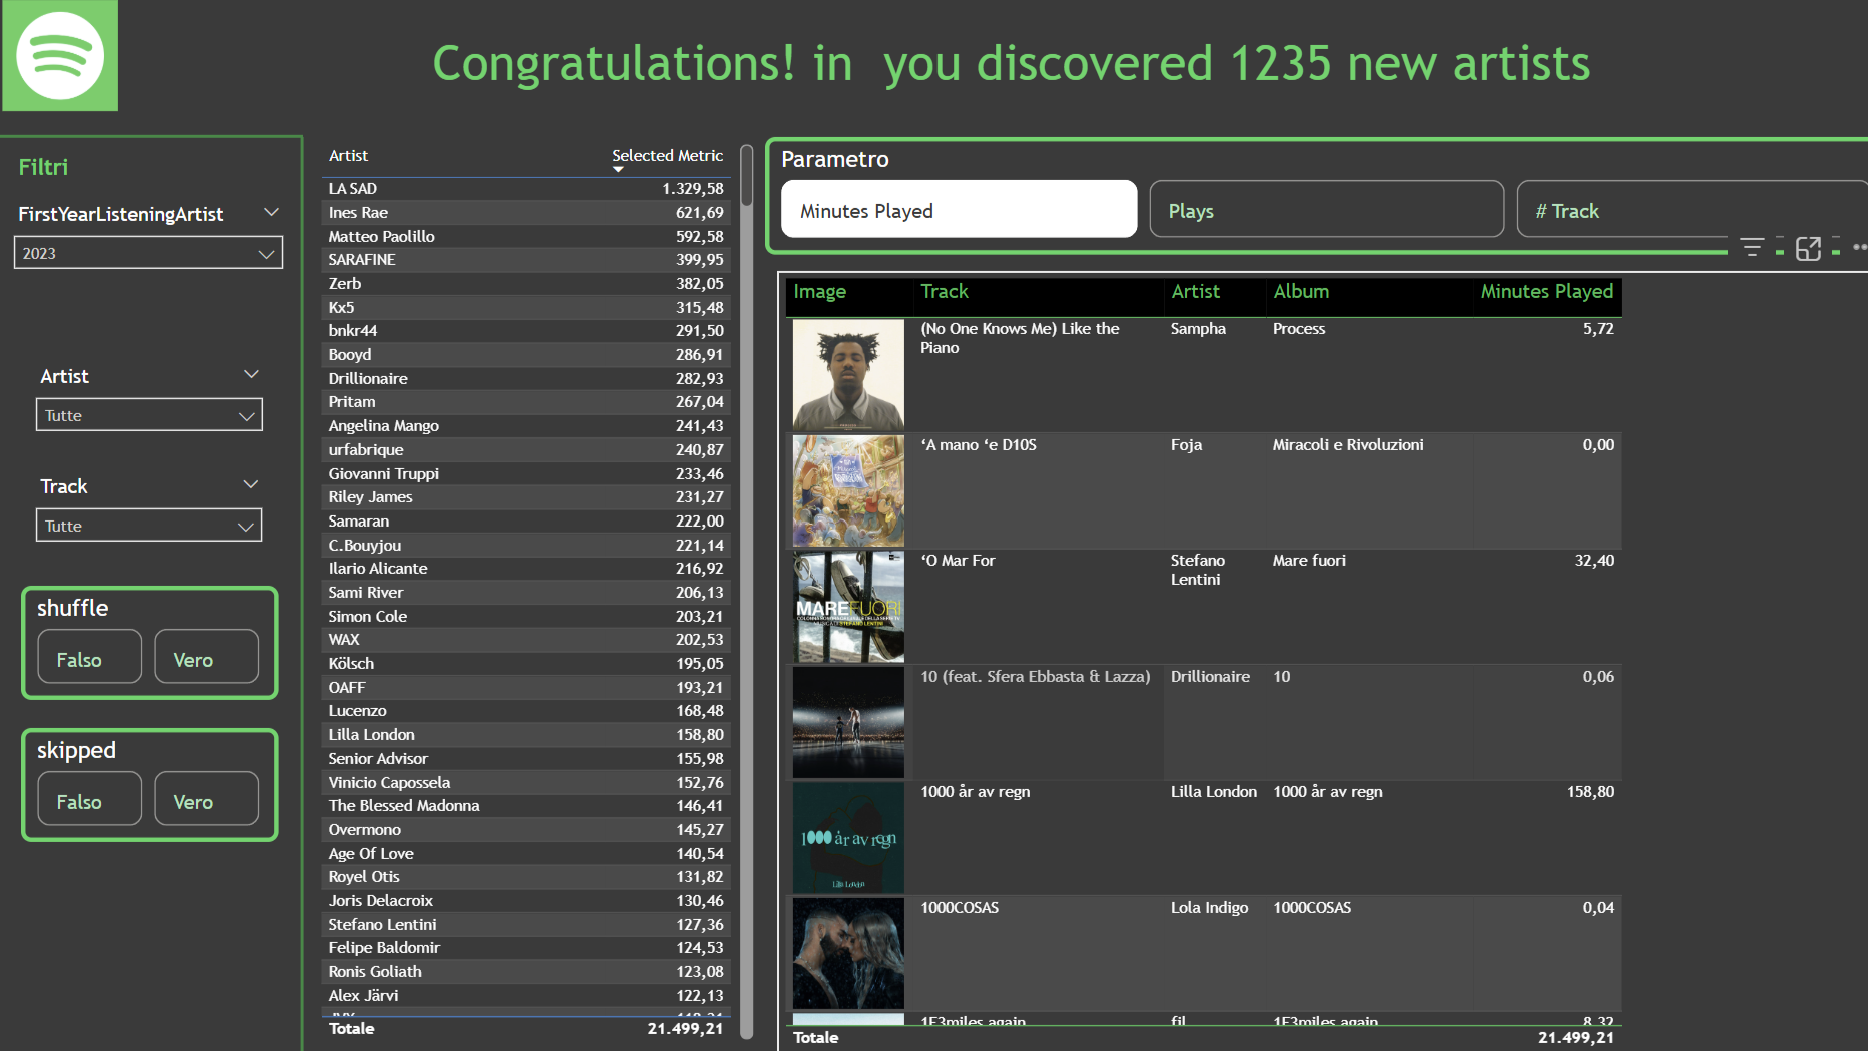 Congratulations! in  you discovered 1235 new artists
Filtri
FirstYearListeningArtist
2023
Artist
Tutte
Track
Tutte
shuffle
Falso Vero
skipped
Falso Vero
Artist Selected Metric
LA SAD 1.329,58
Ines Rae 621,69
Matteo Paolillo 592,58
SARAFINE 399,95
Zerb 382,05
Kx5 315,48
bnkr44 291,50
Booyd 286,91
Drillionaire 282,93
Pritam 267,04
Angelina Mango 241,43
urfabrique 240,87
Giovanni Truppi 233,46
Riley James 231,27
Samaran 222,00
C.Bouyjou 221,14
Ilario Alicante 216,92
Sami River 206,13
Simon Cole 203,21
WAX 202,53
Kölsch 195,05
OAFF 193,21
Lucenzo 168,48
Lilla London 158,80
Senior Advisor 155,98
Vinicio Capossela 152,76
The Blessed Madonna 146,41
Overmono 145,27
Age Of Love 140,54
Royel Otis 131,82
Joris Delacroix 130,46
Stefano Lentini 127,36
Felipe Baldomir 124,53
Ronis Goliath 123,08
Alex Järvi 122,13
Totale 21.499,21
Parametro
Minutes Played Plays # Track
Image Track Artist Album Minutes Played
(No One Knows Me) Like the Sampha Process 5,72
Piano
‘A mano ‘e D10S Foja Miracoli e Rivoluzioni 0,00
‘O Mar For Stefano Mare fuori 32,40
Lentini
MAREFUORI
10 (feat. Sfera Ebbasta & Lazza) Drillionaire 10 0,06
1000 år av regn Lilla London 1000 år av regn 158,80
1000 år av regn
Lilla London
1000COSAS Lola Indigo 1000COSAS 0,04
1F3miles again fil 1F3miles again 8,32
Totale 21.499,21